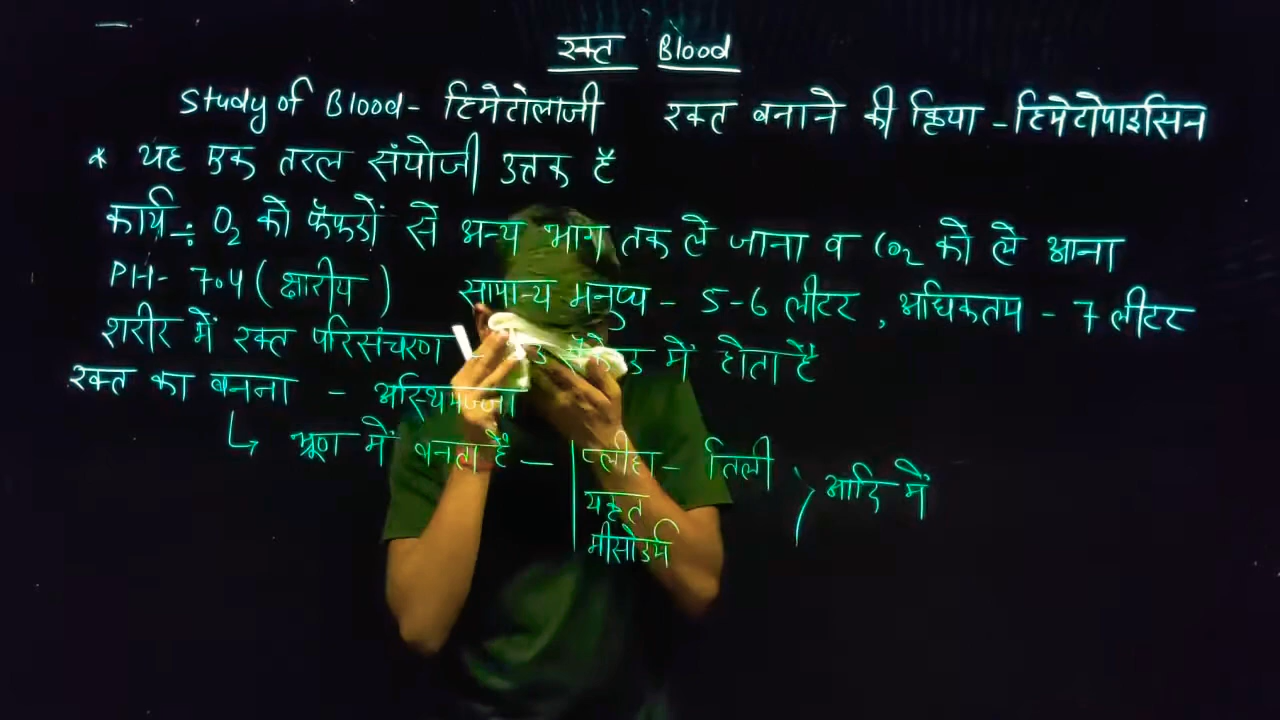 रक्त Blood
Study of Blood- हिमेटोलाजी रक्त बनाने की क्रिया - हिमेटोपाइसिन
* यह एक तरल संयोजी उत्तक है
कार्य -: O2 को फेफडों से अन्य भाग तक ले जाना व CO2 को ले आना
PH- 7.4 (क्षारीय) सामान्य मनुष्य - 5-6 लीटर, अधिकतम - 7 लीटर
शरीर में रक्त परिसंचरण - में होता है
रक्त का बनना - अस्थिमज्जा
↳ भ्रूण में बनता है - प्लीहा - तिली
यकृत
मीसोडर्म
आदि में